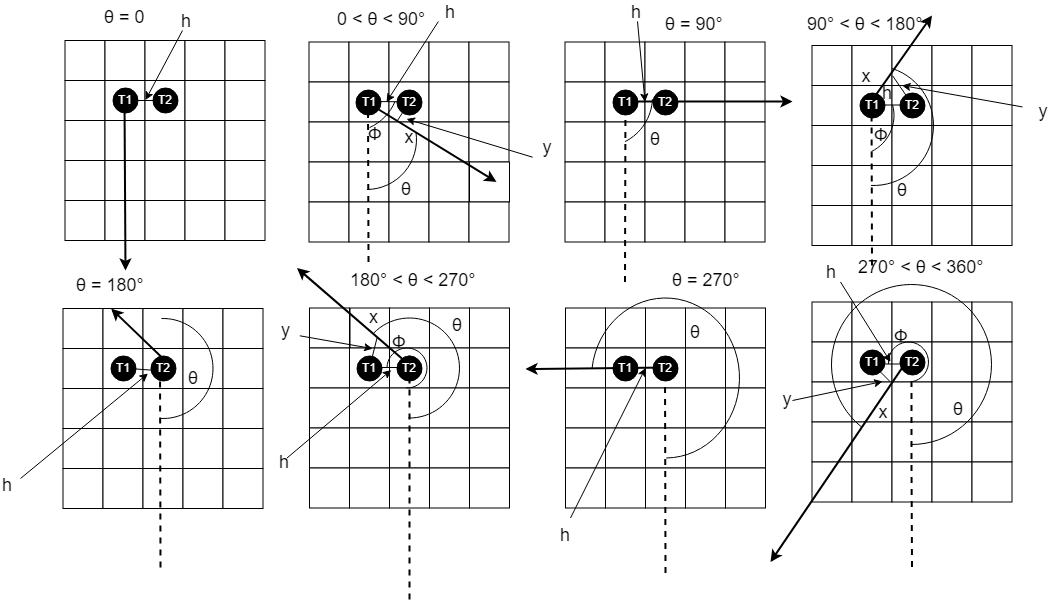 θ = 0
h
T1 T2
0 < θ < 90°
h
T1 T2
Φ
x
y
θ
h
θ = 90°
T1 T2
θ
90° < θ < 180°
x
h
T1 T2
y
Φ
θ
θ = 180°
T1 T2
θ
h
180° < θ < 270°
x
θ
y
Φ
T1 T2
h
θ = 270°
θ
T1 T2
h
270° < θ < 360°
h
Φ
T1 T2
y
x
θ